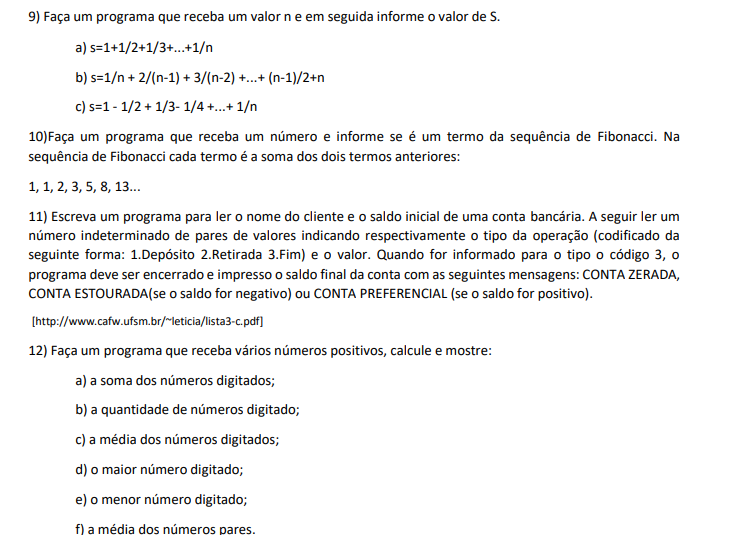 9) Faça um programa que receba um valor n e em seguida informe o valor de S.
a) s=1+1/2+1/3+...+1/n
b) s=1/n + 2/(n-1) + 3/(n-2) +...+ (n-1)/2+n
c) s=1 - 1/2 + 1/3- 1/4 +...+ 1/n
10)Faça um programa que receba um número e informe se é um termo da sequência de Fibonacci. Na
sequência de Fibonacci cada termo é a soma dos dois termos anteriores:
1, 1, 2, 3, 5, 8, 13...
11) Escreva um programa para ler o nome do cliente e o saldo inicial de uma conta bancária. A seguir ler um
número indeterminado de pares de valores indicando respectivamente o tipo da operação (codificado da
seguinte forma: 1.Depósito 2.Retirada 3.Fim) e o valor. Quando for informado para o tipo o código 3, o
programa deve ser encerrado e impresso o saldo final da conta com as seguintes mensagens: CONTA ZERADA,
CONTA ESTOURADA(se o saldo for negativo) ou CONTA PREFERENCIAL (se o saldo for positivo).
[http://www.cafw.ufsm.br/~leticia/lista3-c.pdf]
12) Faça um programa que receba vários números positivos, calcule e mostre:
a) a soma dos números digitados;
b) a quantidade de números digitado;
c) a média dos números digitados;
d) o maior número digitado;
e) o menor número digitado;
f) a média dos números pares.